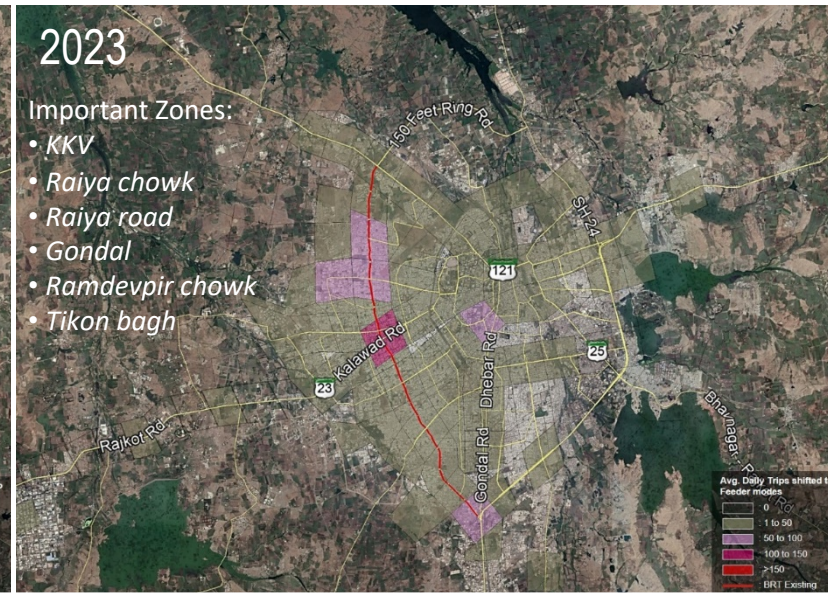 2023
Important Zones:
• KKV
• Raiya chowk
• Raiya road
• Gondal
• Ramdevpir chowk
• Tikon bagh
150 Feet Ring Rd
SH 24
121
Kalawad Rd
Dhebar Rd
25
23
Rajkot Rd
Gondal Rd
Bhavnagar
Avg. Daily Trips shifted t
Feeder modes
0
1 to 50
50 to 100
100 to 150
>150
BRT Existing